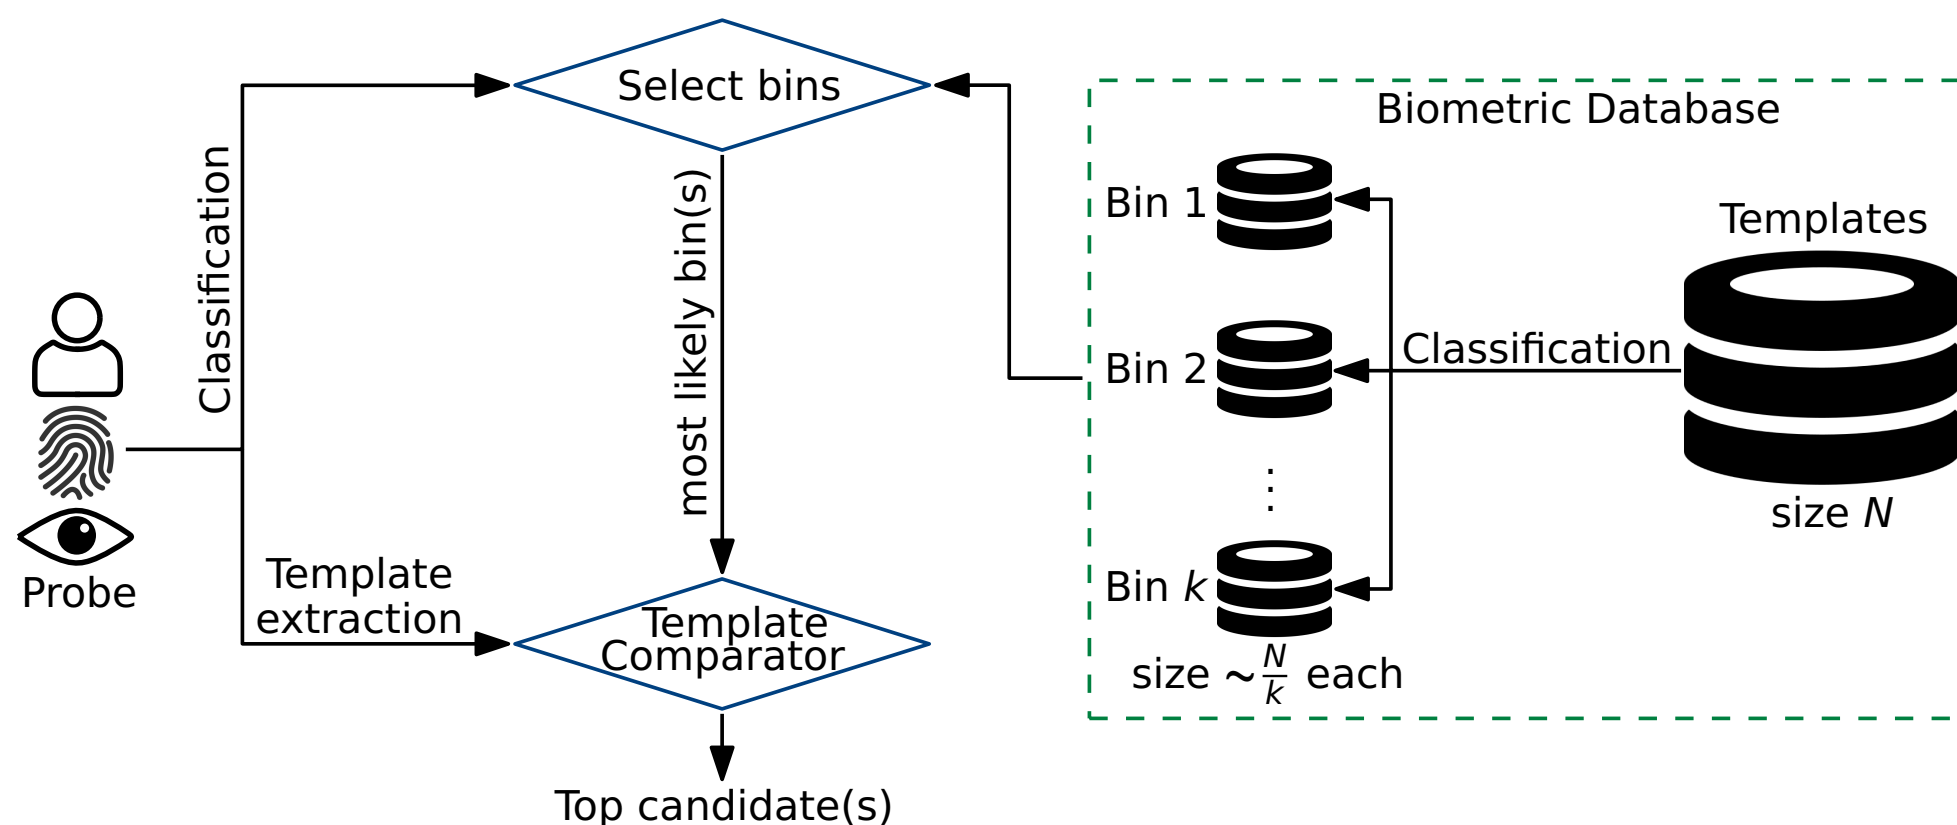 Select bins
Biometric Database
Classification
most likely bin(s)
Bin 1
Templates
Bin 2
Classification
⋮
size N
Probe
Template
extraction
Template
Comparator
Bin k
size ~ N/k each
Top candidate(s)